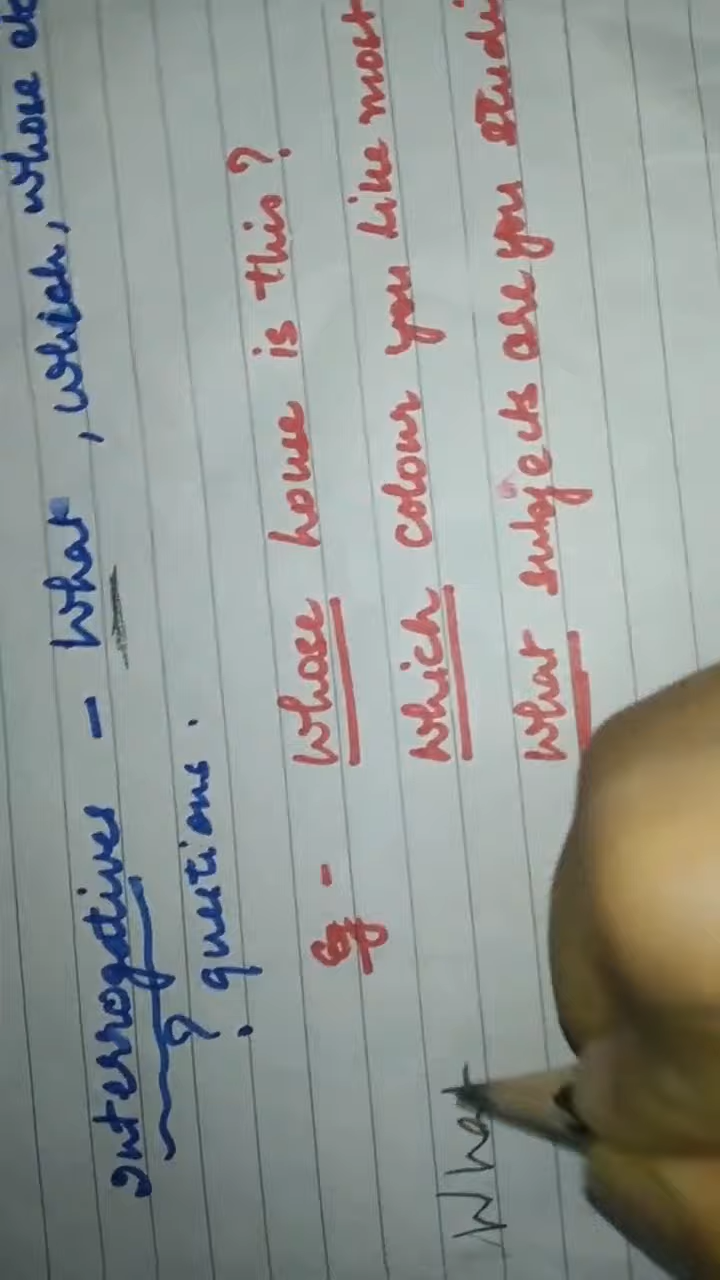 interrogatives - What, which, whose etc
? questions.
Eg - Whose house is this?
Which colour you like most
What subjects are you studi
What